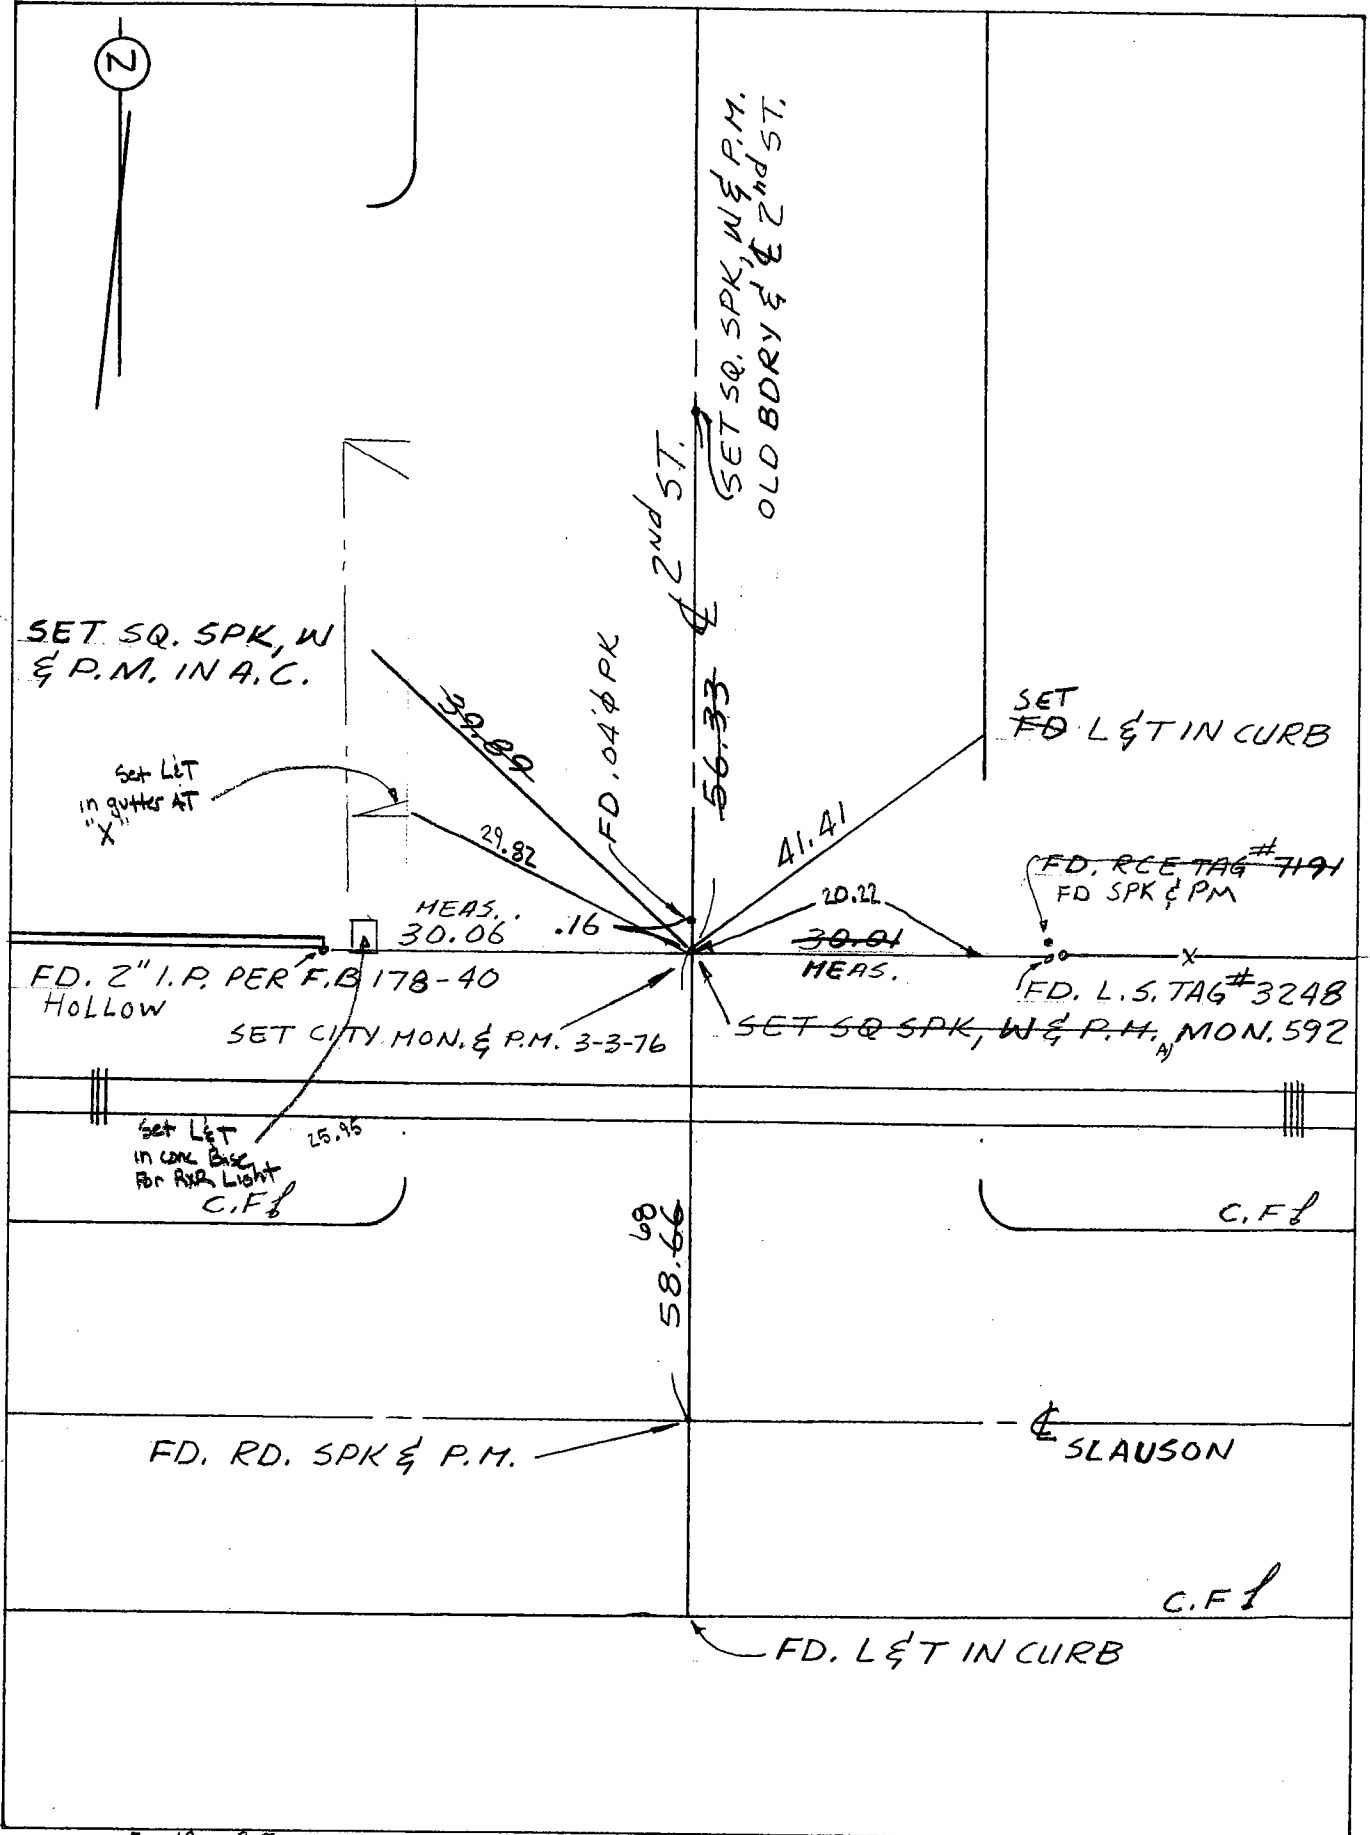 N
SET SQ. SPK, W & P.M.
OLD BDRY & ℄ 2nd ST.
℄ 2nd ST.
FD .04'ϕ PK
56.33
SET SQ. SPK, W
& P.M. IN A.C.
39.89
SET
FD L&T IN CURB
Set L&T
in gutter AT
"X"
29.82
41.41
FD. RCE TAG # 7191
FD SPK & PM
20.22
MEAS.
30.06
.16
30.01
MEAS.
X
FD. 2" I.P. PER F.B 178-40
HOLLOW
FD. L.S. TAG # 3248
SET CITY MON. & P.M. 3-3-76
SET SQ SPK, W & P.M. MON. 592
Set L&T
in conc Base
For RxR Light
25.95
C.F
C.F
68
58.66
FD. RD. SPK & P.M.
℄
SLAUSON
C.F
FD. L&T IN CURB